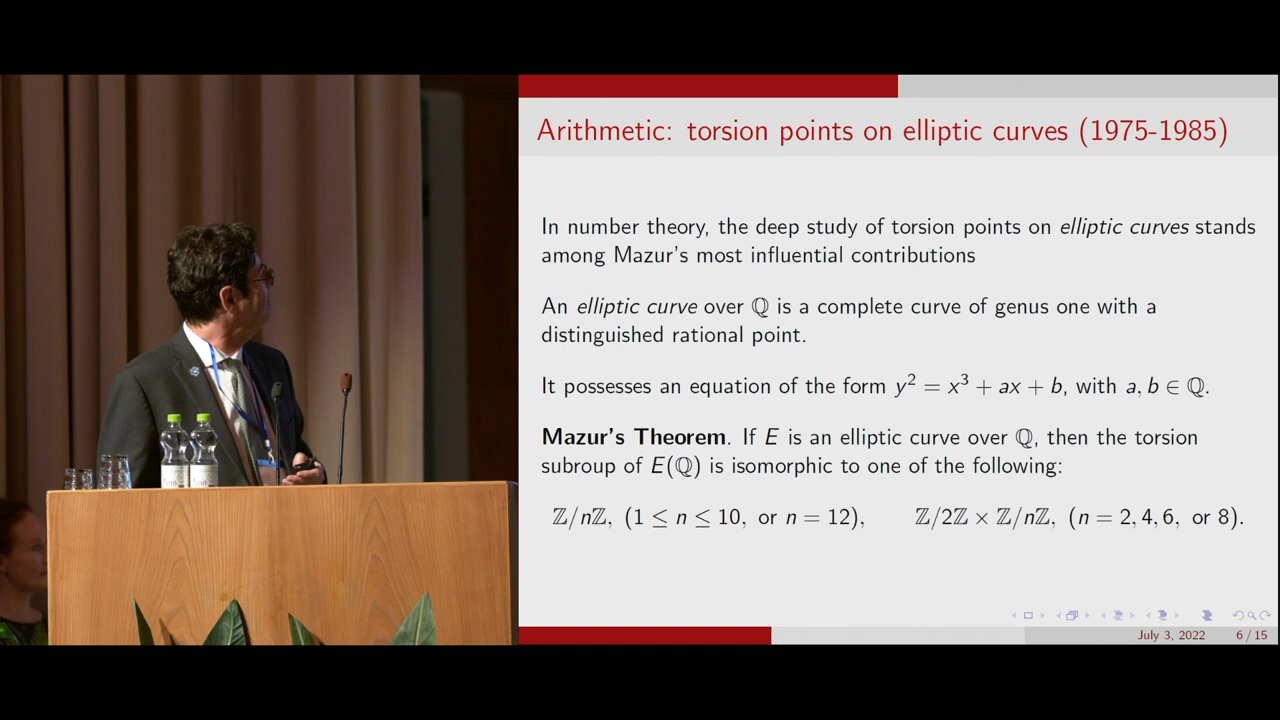 Arithmetic: torsion points on elliptic curves (1975-1985)
In number theory, the deep study of torsion points on elliptic curves stands
among Mazur's most influential contributions
An elliptic curve over ℚ is a complete curve of genus one with a
distinguished rational point.
It possesses an equation of the form y² = x³ + ax + b, with a, b ∈ ℚ.
Mazur's Theorem. If E is an elliptic curve over ℚ, then the torsion
subroup of E(ℚ) is isomorphic to one of the following:
ℤ/nℤ, (1 ≤ n ≤ 10, or n = 12), ℤ/2ℤ × ℤ/nℤ, (n = 2, 4, 6, or 8).
July 3, 2022 6 / 15